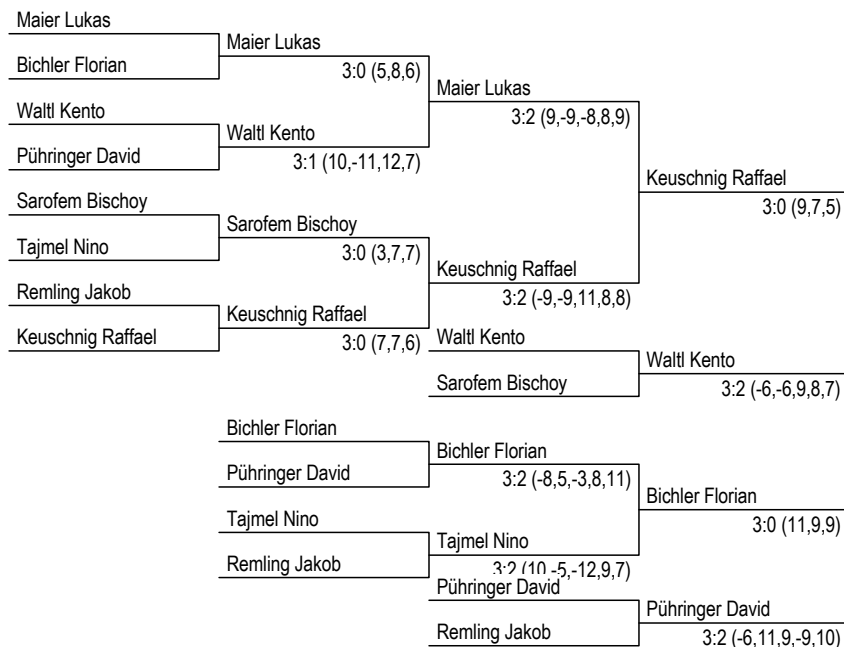 Maier Lukas
Maier Lukas
Bichler Florian
3:0 (5,8,6)
Maier Lukas
Waltl Kento
3:2 (9,-9,-8,8,9)
Waltl Kento
Pühringer David
3:1 (10,-11,12,7)
Keuschnig Raffael
Sarofem Bischoy
3:0 (9,7,5)
Sarofem Bischoy
Tajmel Nino
3:0 (3,7,7)
Keuschnig Raffael
Remling Jakob
3:2 (-9,-9,11,8,8)
Keuschnig Raffael
Keuschnig Raffael
3:0 (7,7,6)
Waltl Kento
Waltl Kento
Sarofem Bischoy
3:2 (-6,-6,9,8,7)
Bichler Florian
Bichler Florian
Pühringer David
3:2 (-8,5,-3,8,11)
Bichler Florian
Tajmel Nino
3:0 (11,9,9)
Tajmel Nino
Remling Jakob
3:2 (10,-5,-12,9,7)
Pühringer David
Pühringer David
Remling Jakob
3:2 (-6,11,9,-9,10)